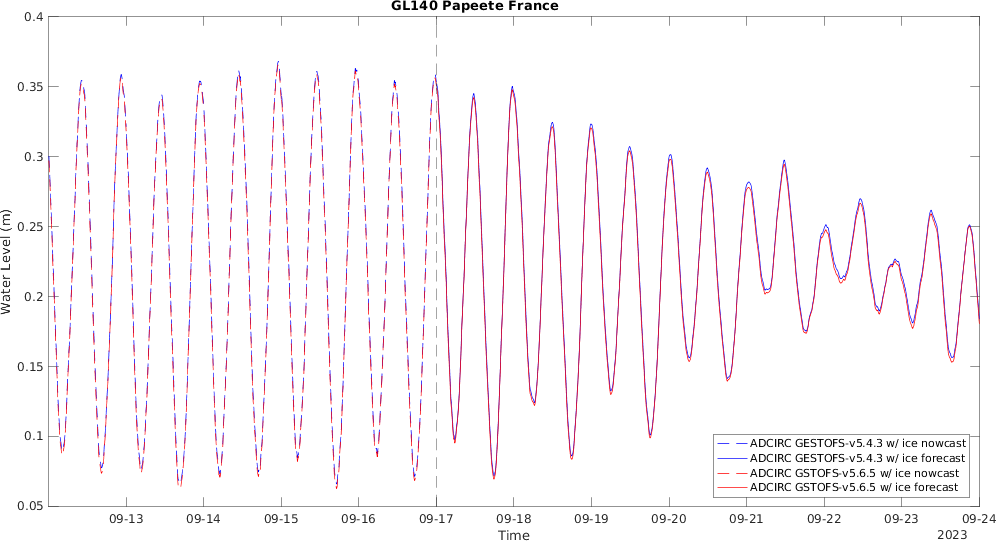 GL140 Papeete France
0.4
0.35
0.3
0.25
0.2
0.15
0.1
0.05
Water Level (m)
ADCIRC GESTOFS-v5.4.3 w/ ice nowcast
ADCIRC GESTOFS-v5.4.3 w/ ice forecast
ADCIRC GSTOFS-v5.6.5 w/ ice nowcast
ADCIRC GSTOFS-v5.6.5 w/ ice forecast
09-13 09-14 09-15 09-16 09-17 09-18 09-19 09-20 09-21 09-22 09-23 09-24
Time
2023